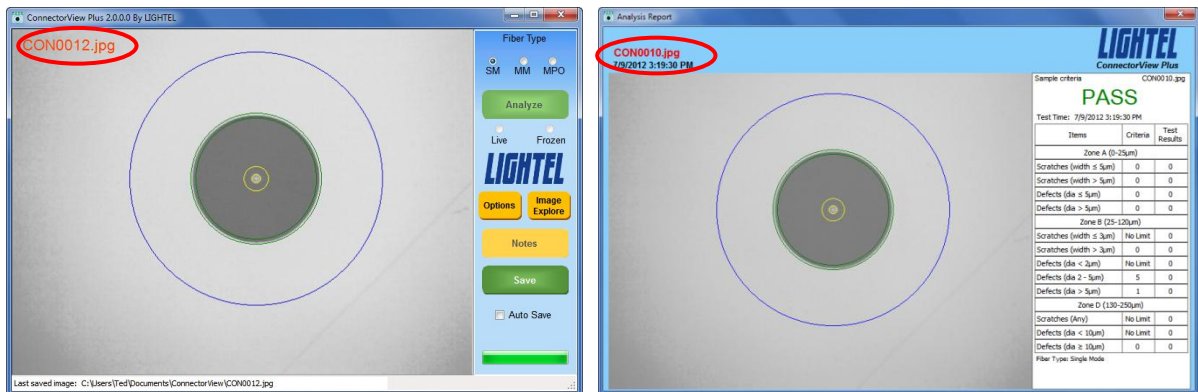 ConnectorView Plus 2.0.0.0 By LIGHTEL
CON0012.jpg
Fiber Type
SM MM MPO
Analyze
Live Frozen
LIGHTEL
Options Image Explore
Notes
Save
Auto Save
Last saved image: C:\Users\Ted\Documents\ConnectorView\CON0012.jpg
Analysis Report
CON0010.jpg
7/9/2012 3:19:30 PM
LIGHTEL
ConnectorView Plus
Sample criteria CON0010.jpg
PASS
Test Time: 7/9/2012 3:19:30 PM
Items Criteria Test Results
Zone A (0-25µm)
Scratches (width ≤ 5µm) 0 0
Scratches (width > 5µm) 0 0
Defects (dia ≤ 5µm) 0 0
Defects (dia > 5µm) 0 0
Zone B (25-120µm)
Scratches (width ≤ 3µm) No Limit 0
Scratches (width > 3µm) 0 0
Defects (dia < 2µm) No Limit 0
Defects (dia 2 - 5µm) 5 0
Defects (dia > 5µm) 1 0
Zone D (130-250µm)
Scratches (Any) No Limit 0
Defects (dia < 10µm) No Limit 0
Defects (dia ≥ 10µm) 0 0
Fiber Type: Single Mode